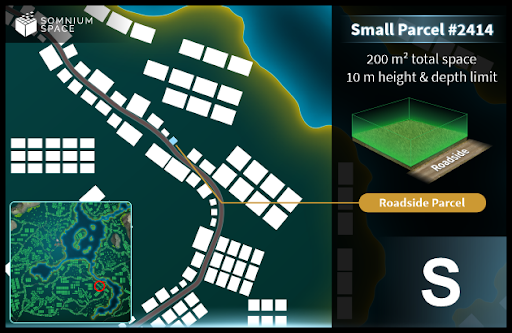 SOMNIUM
SPACE
Small Parcel #2414
200 m² total space
10 m height & depth limit
Roadside
Roadside Parcel
S